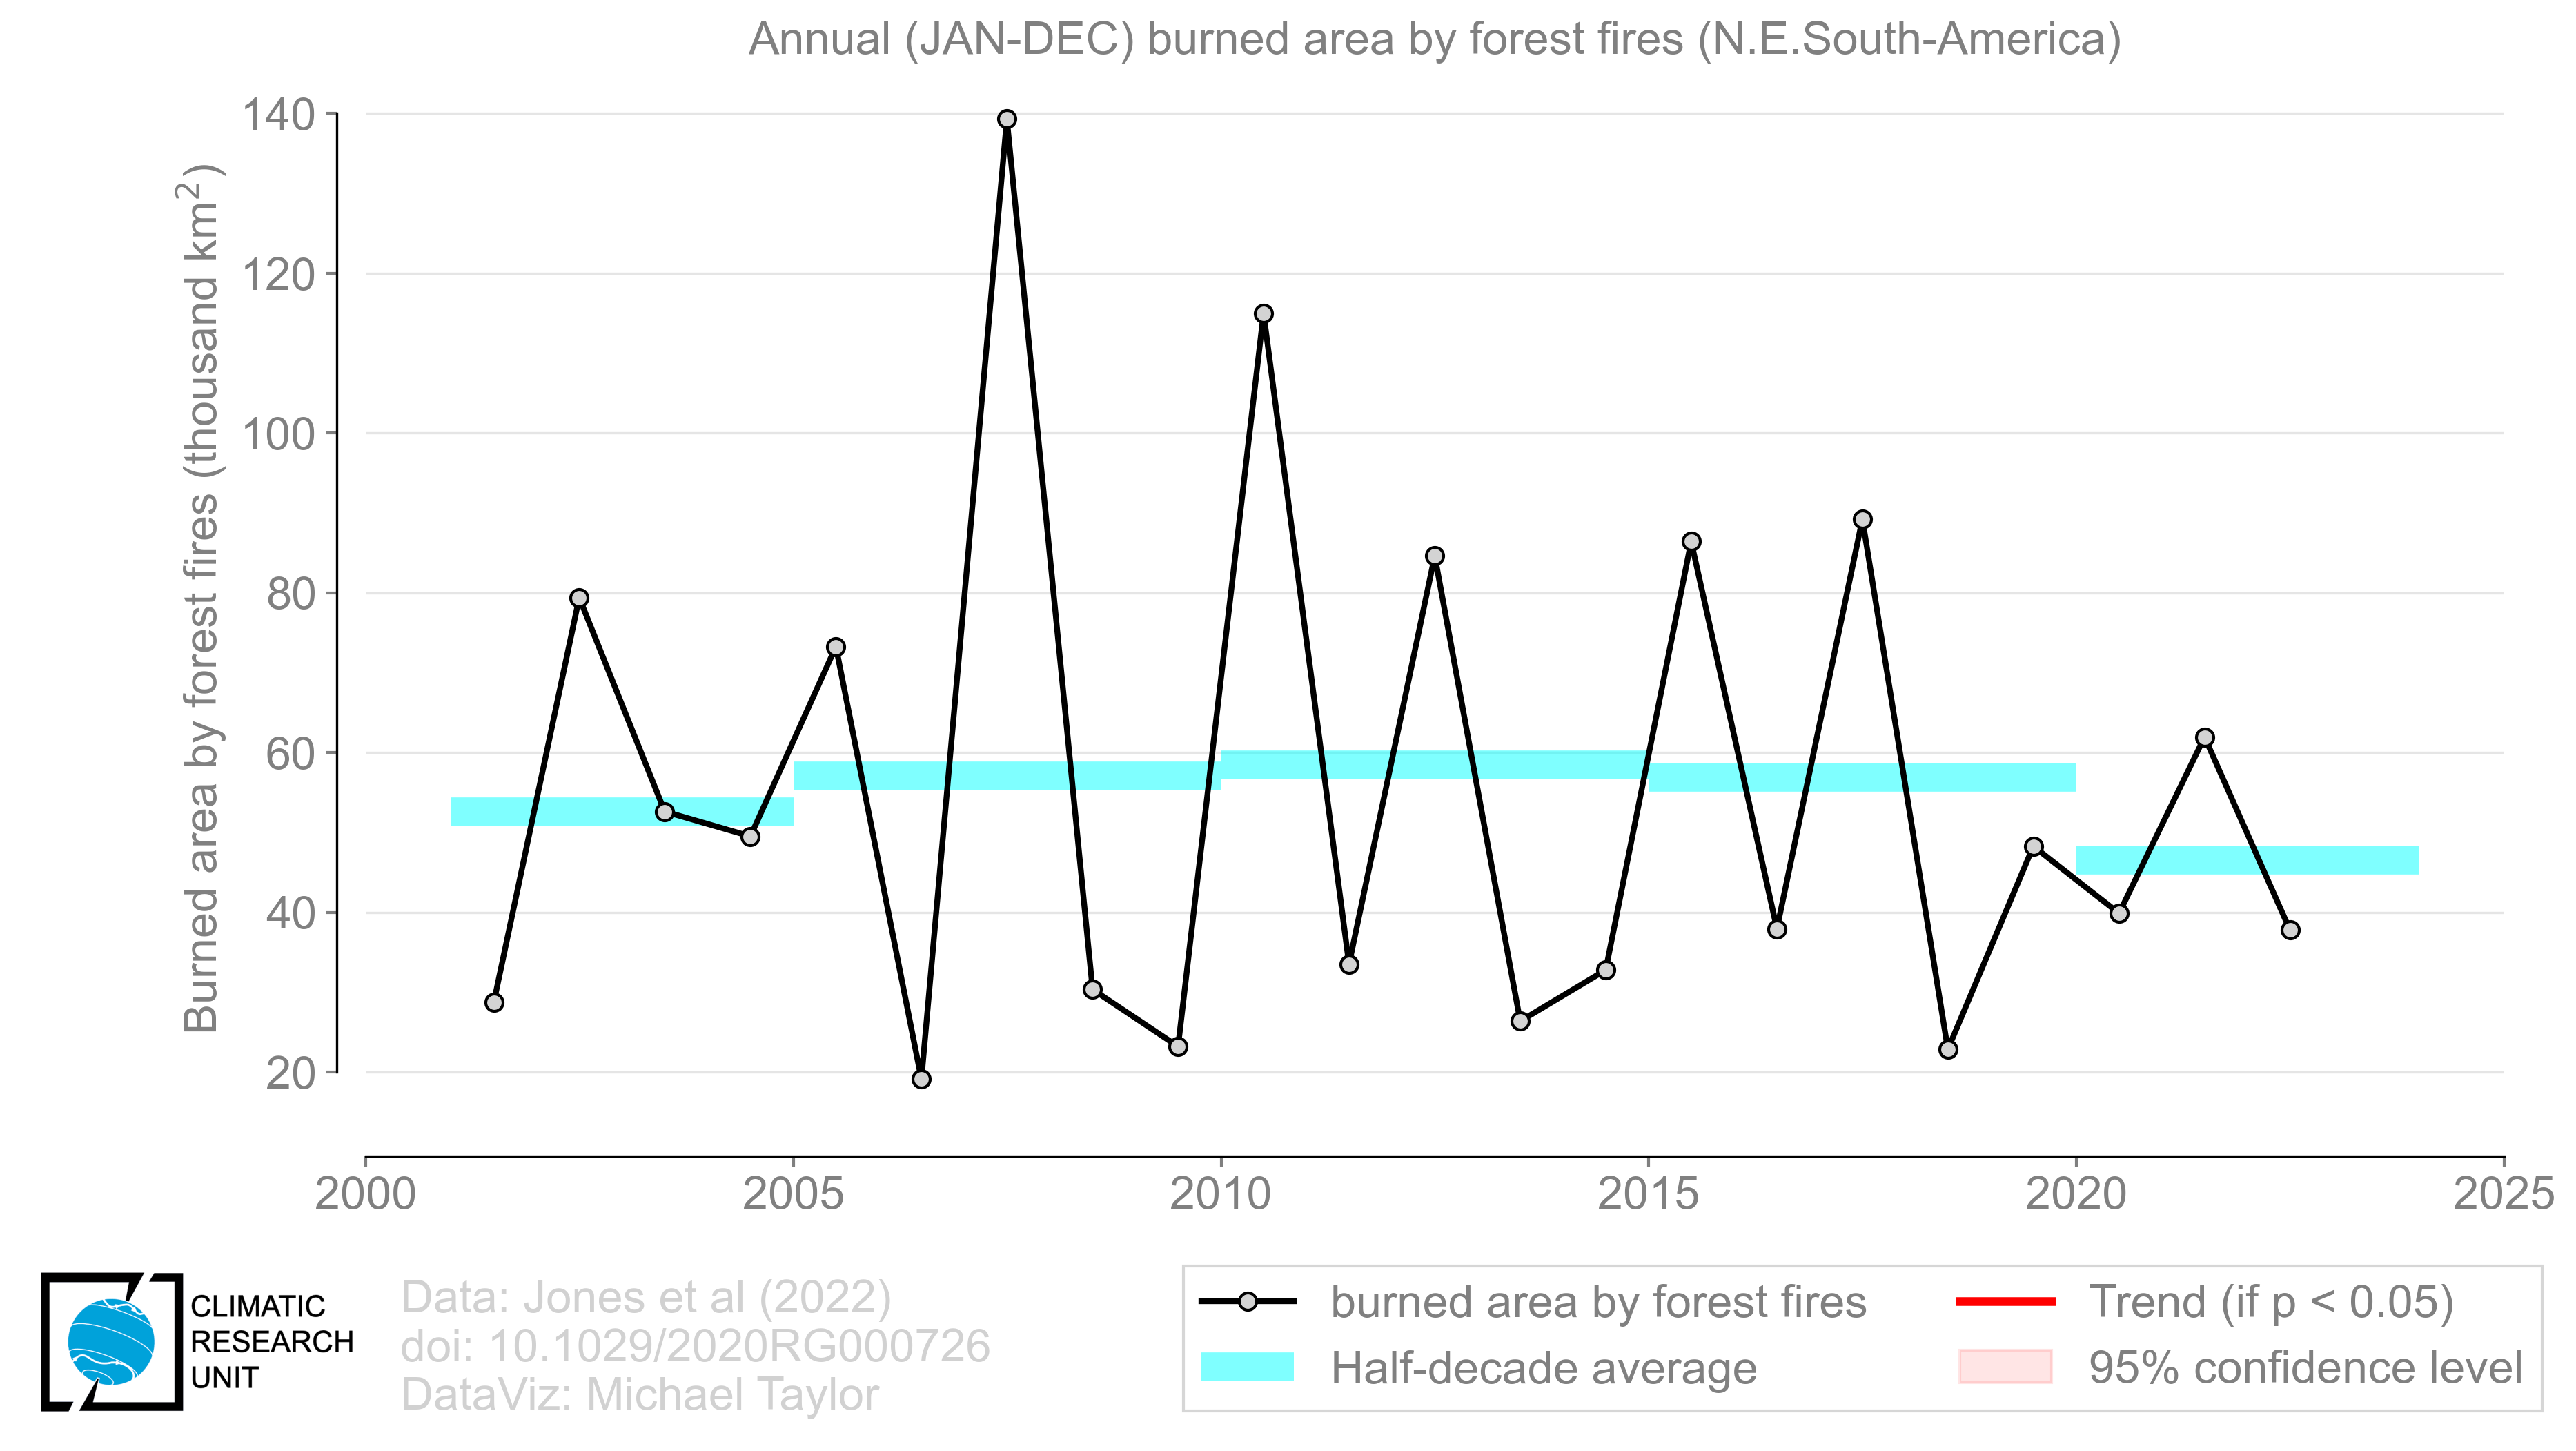 Annual (JAN-DEC) burned area by forest fires (N.E.South-America)
Burned area by forest fires (thousand km²)
140
120
100
80
60
40
20
2000
2005
2010
2015
2020
2025
CLIMATIC
RESEARCH
UNIT
Data: Jones et al (2022)
doi: 10.1029/2020RG000726
DataViz: Michael Taylor
burned area by forest fires
Half-decade average
Trend (if p < 0.05)
95% confidence level